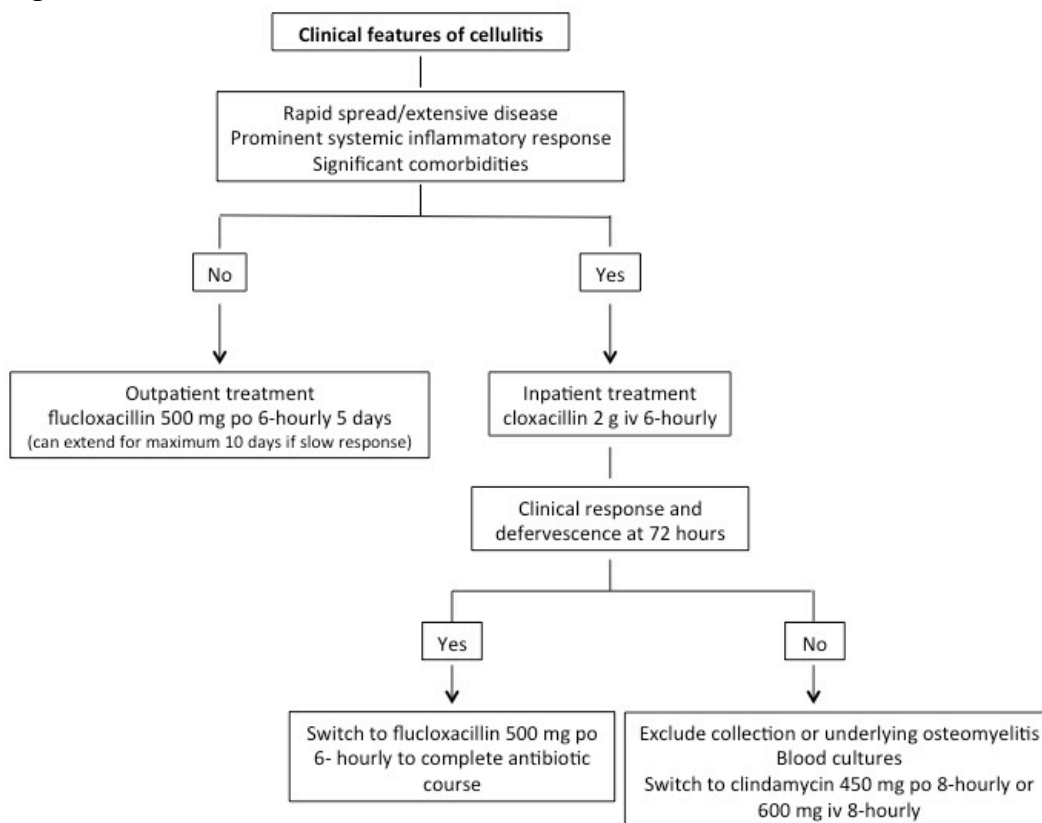 Clinical features of cellulitis
Rapid spread/extensive disease
Prominent systemic inflammatory response
Significant comorbidities
No
Yes
Outpatient treatment
flucloxacillin 500 mg po 6-hourly 5 days
(can extend for maximum 10 days if slow response)
Inpatient treatment
cloxacillin 2 g iv 6-hourly
Clinical response and
defervescence at 72 hours
Yes
No
Switch to flucloxacillin 500 mg po
6- hourly to complete antibiotic
course
Exclude collection or underlying osteomyelitis
Blood cultures
Switch to clindamycin 450 mg po 8-hourly or
600 mg iv 8-hourly